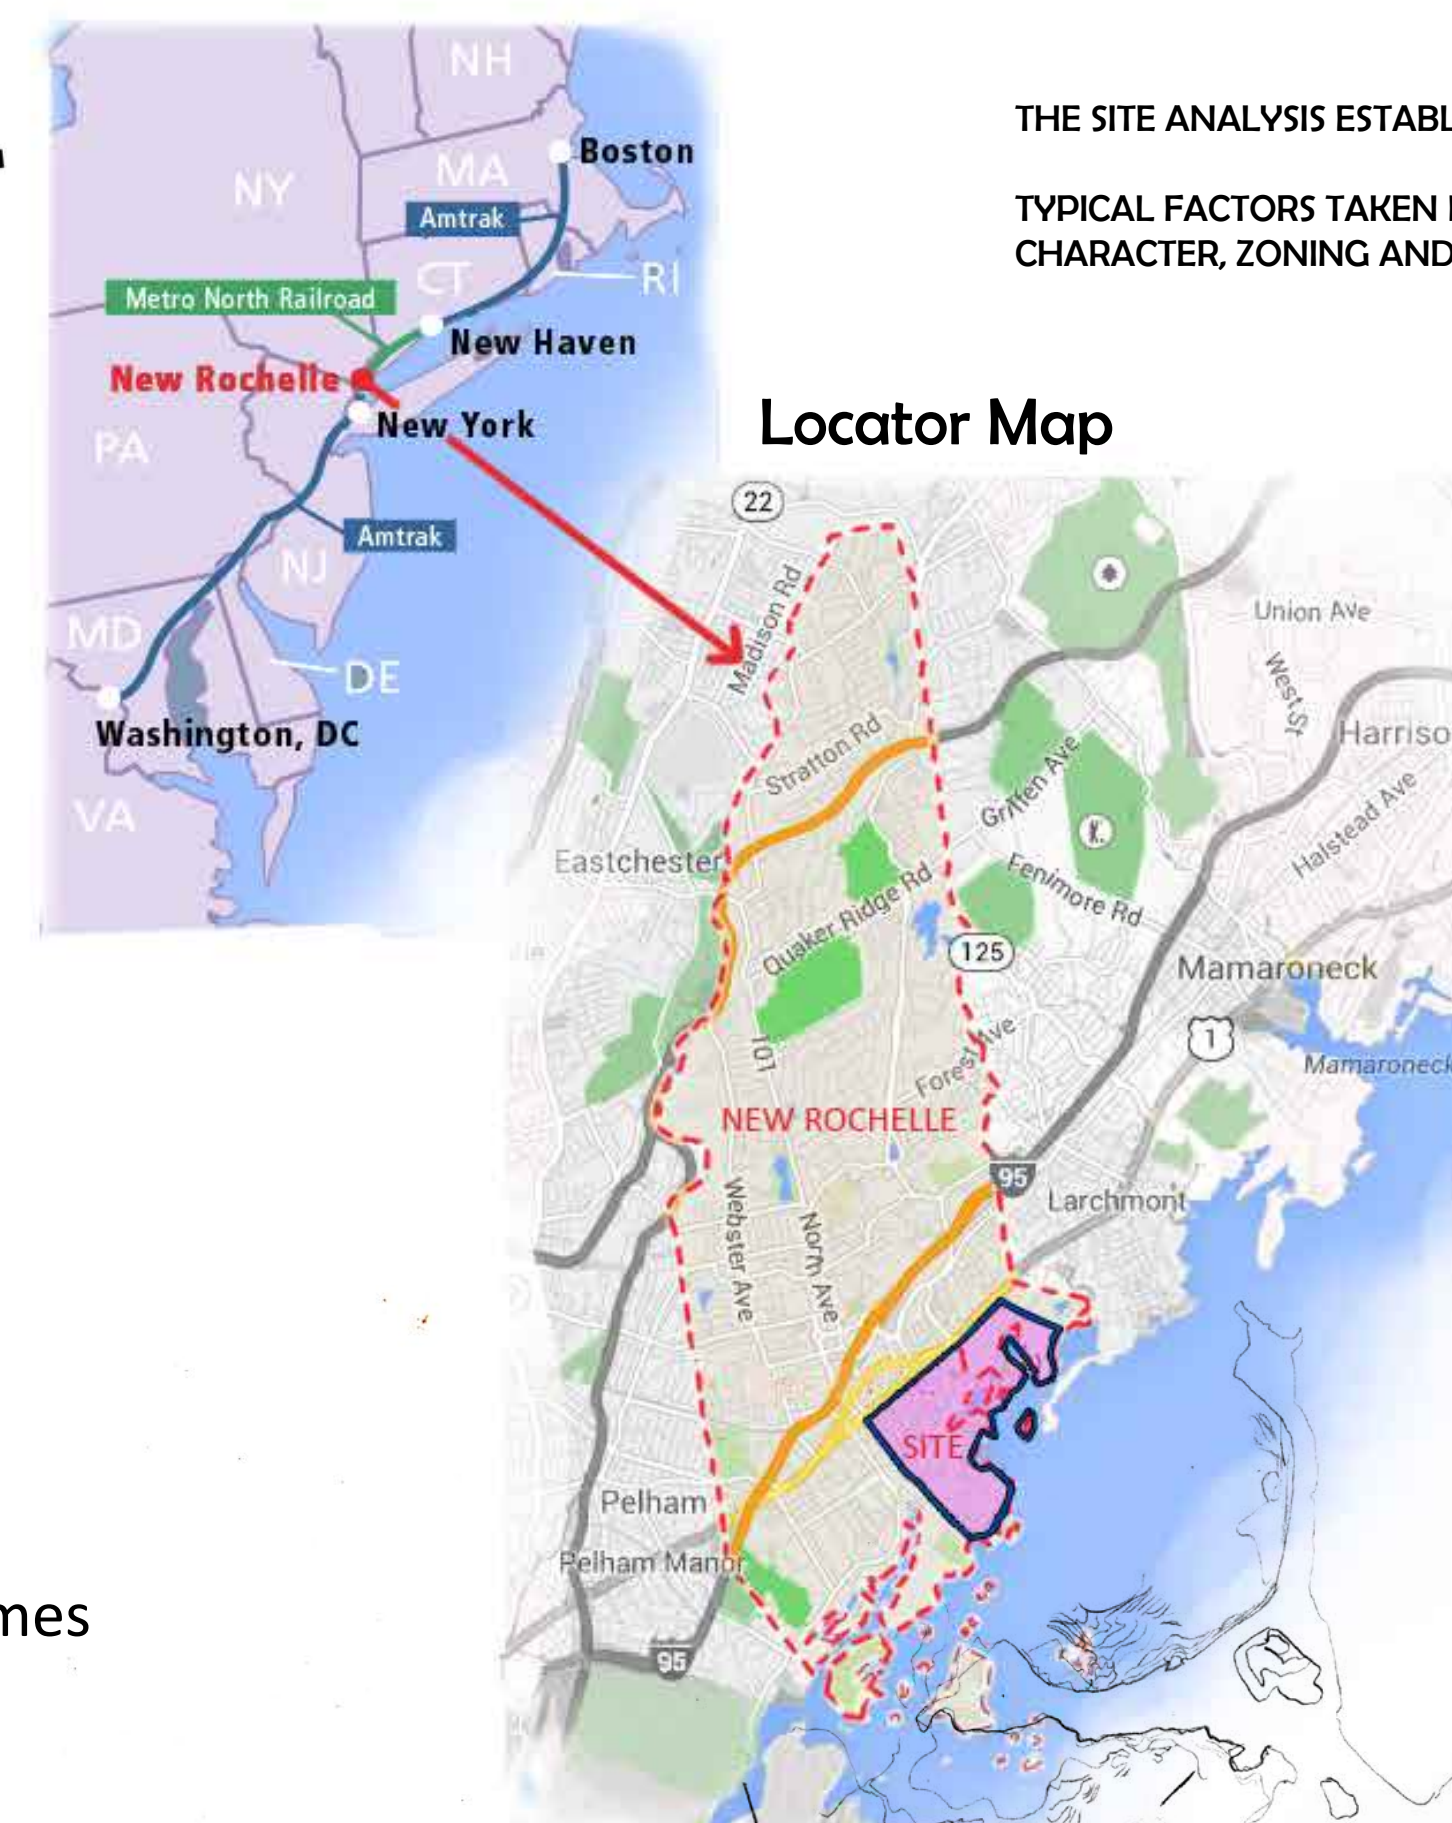 NH
Boston
NY
MA
Amtrak
CT
RI
Metro North Railroad
New Haven
New Rochelle
New York
PA
Amtrak
NJ
MD
DE
Washington, DC
VA
THE SITE ANALYSIS ESTABL
TYPICAL FACTORS TAKEN
CHARACTER, ZONING AND
Locator Map
22
Madison Rd
Union Ave
West St
Harriso
Stratton Rd
Griffen Ave
Halstead Ave
Eastchester
Fenimore Rd
Quaker Ridge Rd
125
Mamaroneck
1
Mamaroneck
101
Forest Ave
NEW ROCHELLE
95
Larchmont
Webster Ave
North Ave
SITE
Pelham
Pelham Manor
95
mes